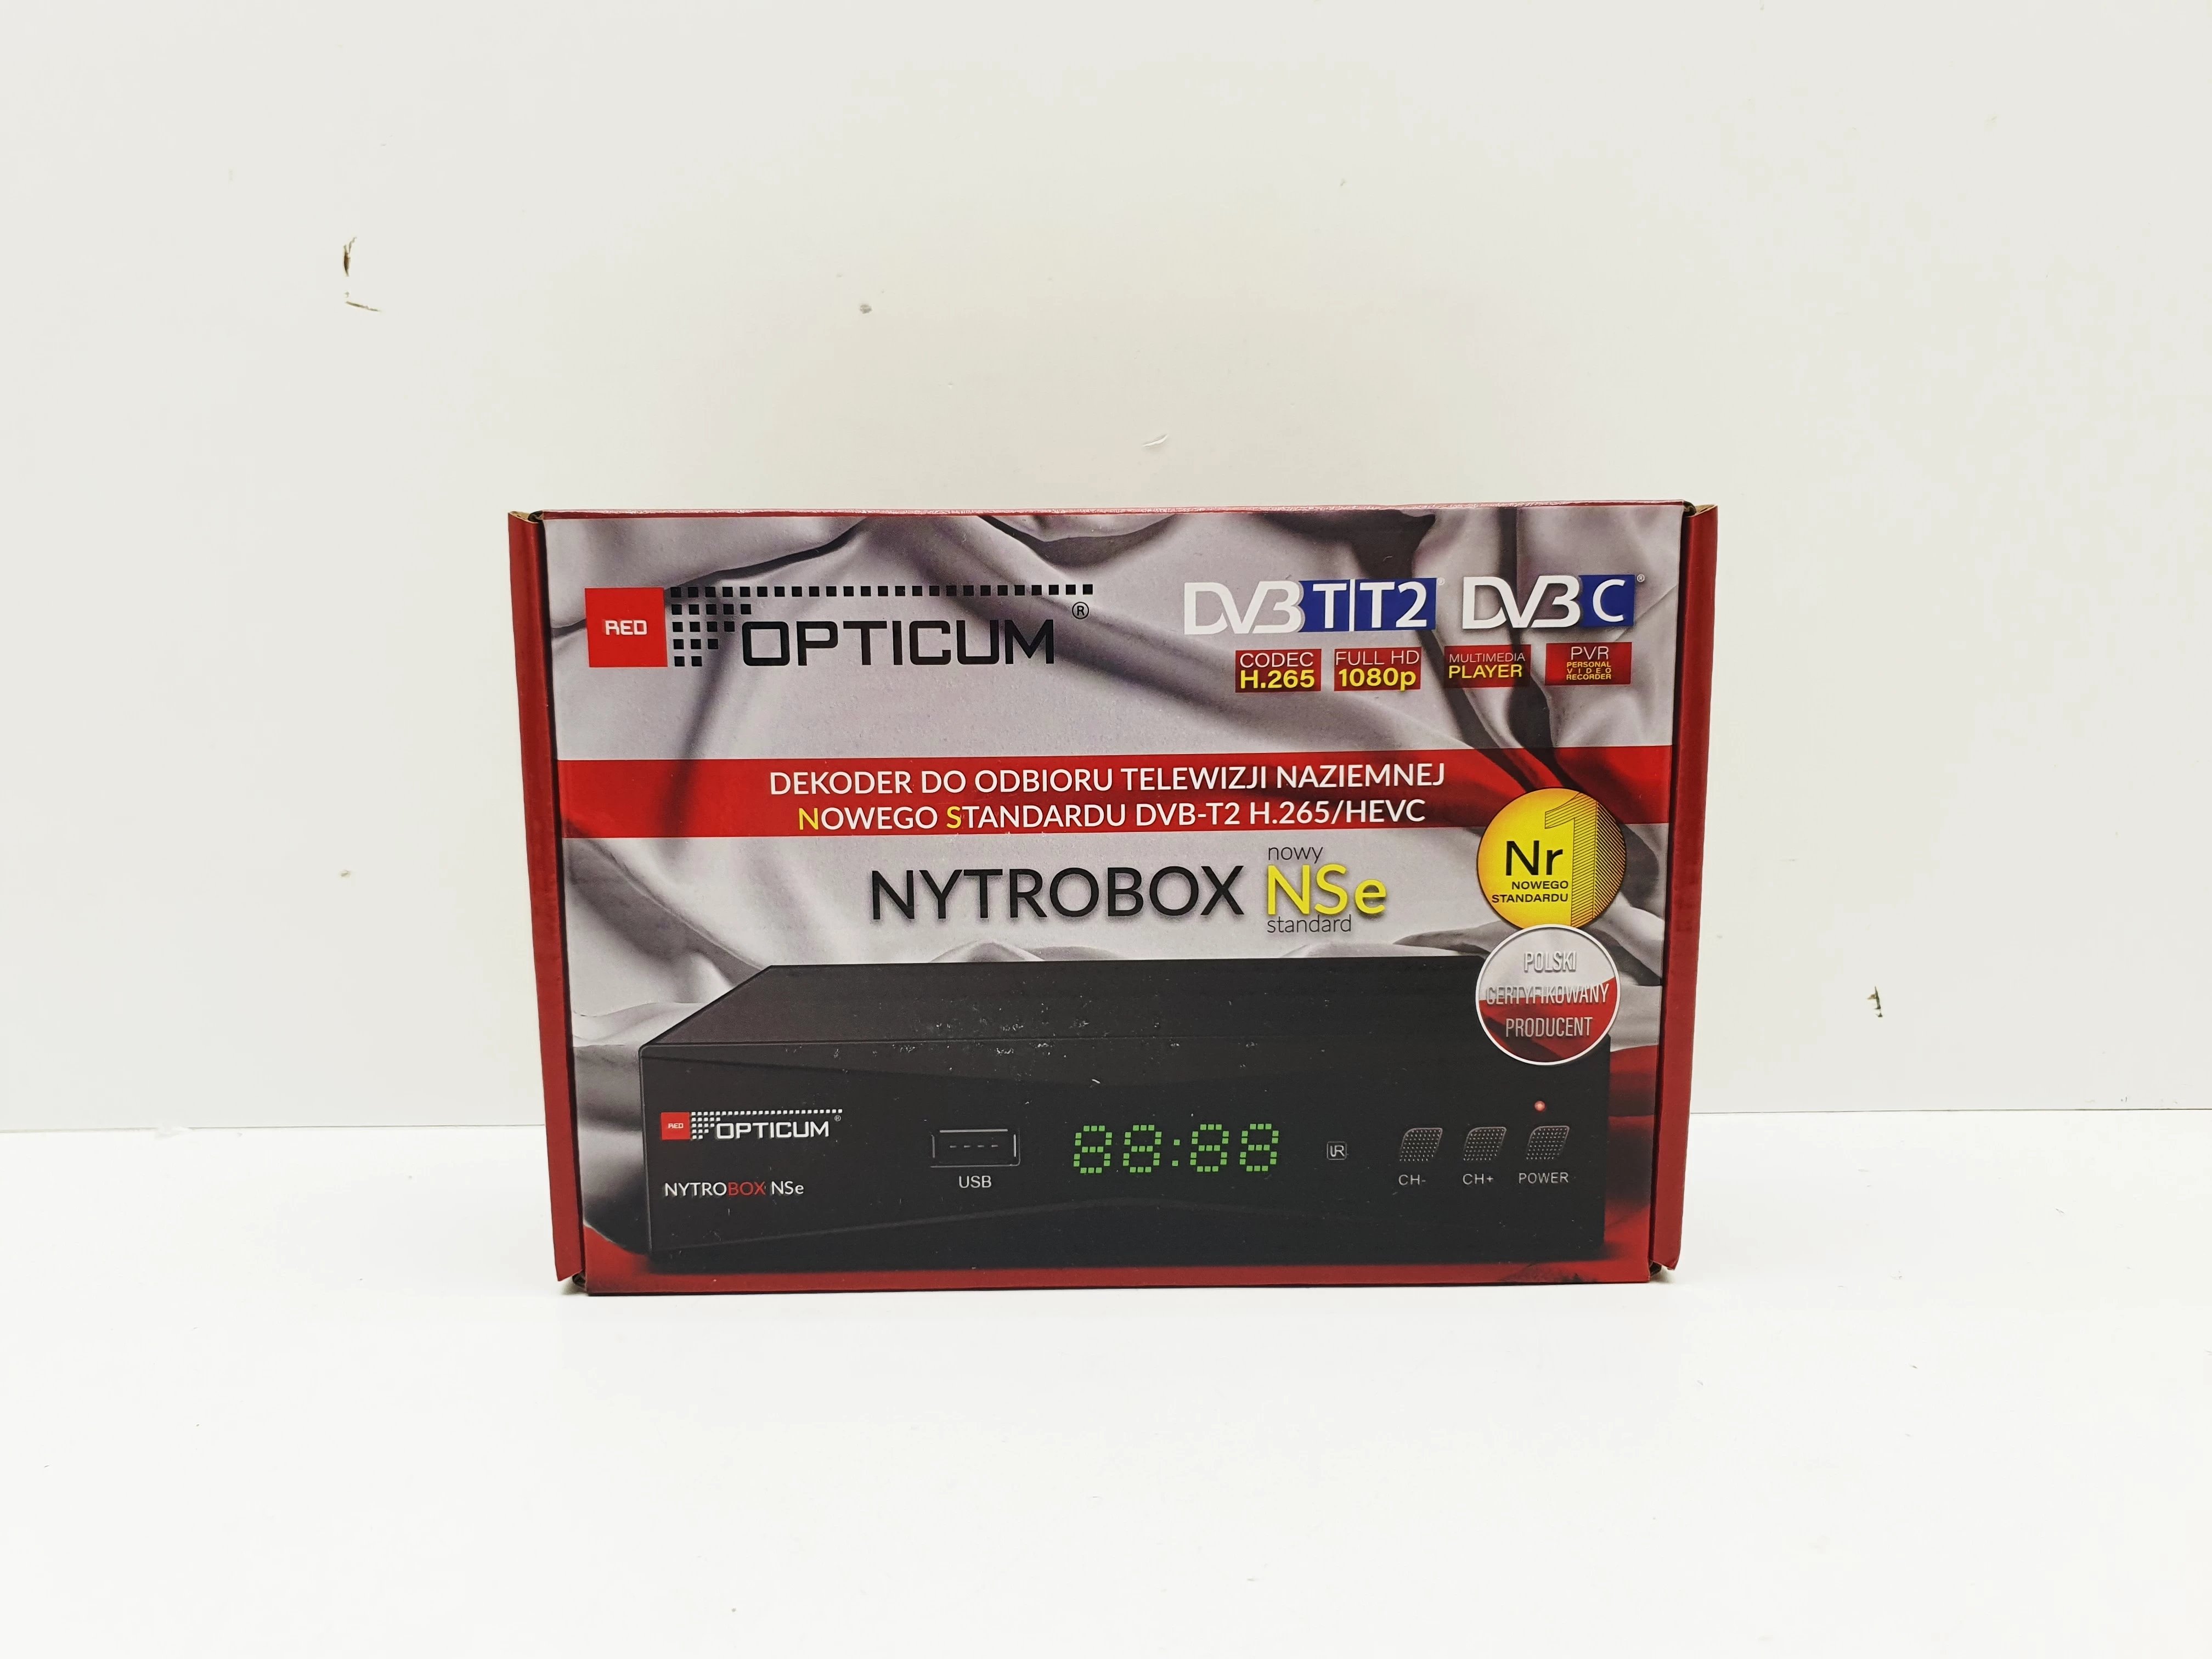 RED OPTICUM ®
DVB T|T2 DVB C ®
CODEC H.265
FULL HD 1080p
MULTIMEDIA PLAYER
PVR
PERSONAL
VIDEO
RECORDER
DEKODER DO ODBIORU TELEWIZJI NAZIEMNEJ
NOWEGO STANDARDU DVB-T2 H.265/HEVC
nowy
NYTROBOX NSe
standard
Nr 1
NOWEGO
STANDARDU
POLSKI
CERTYFIKOWANY
PRODUCENT
RED OPTICUM ®
NYTROBOX NSe
USB
88:88
IR
CH-
CH+
POWER